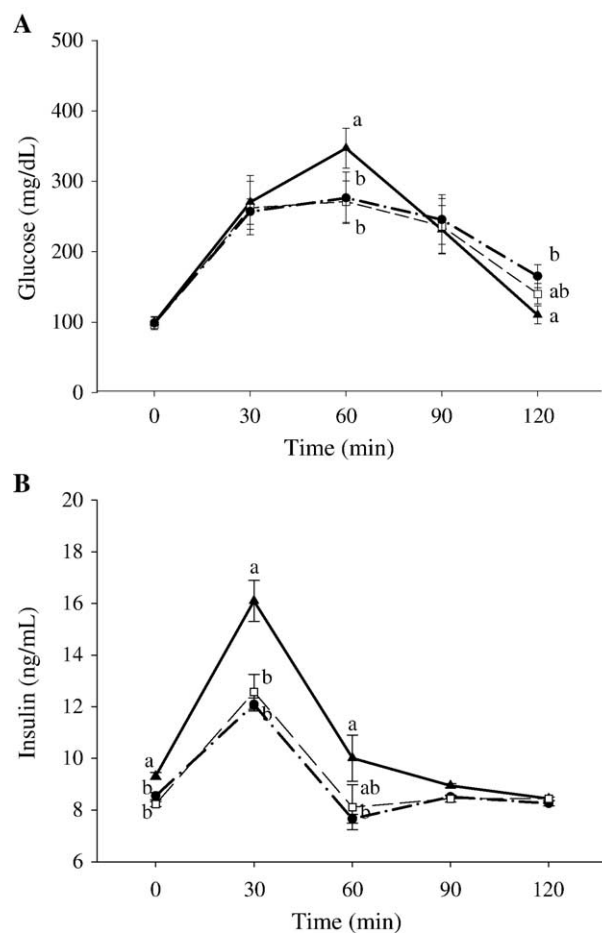 A
500
400
300
200
100
0
Glucose (mg/dL)
a
b
b
b
ab
a
0 30 60 90 120
Time (min)
B
20
18
16
14
12
10
8
6
Insulin (ng/mL)
a
a
b
b
a
b
b
ab
b
0 30 60 90 120
Time (min)